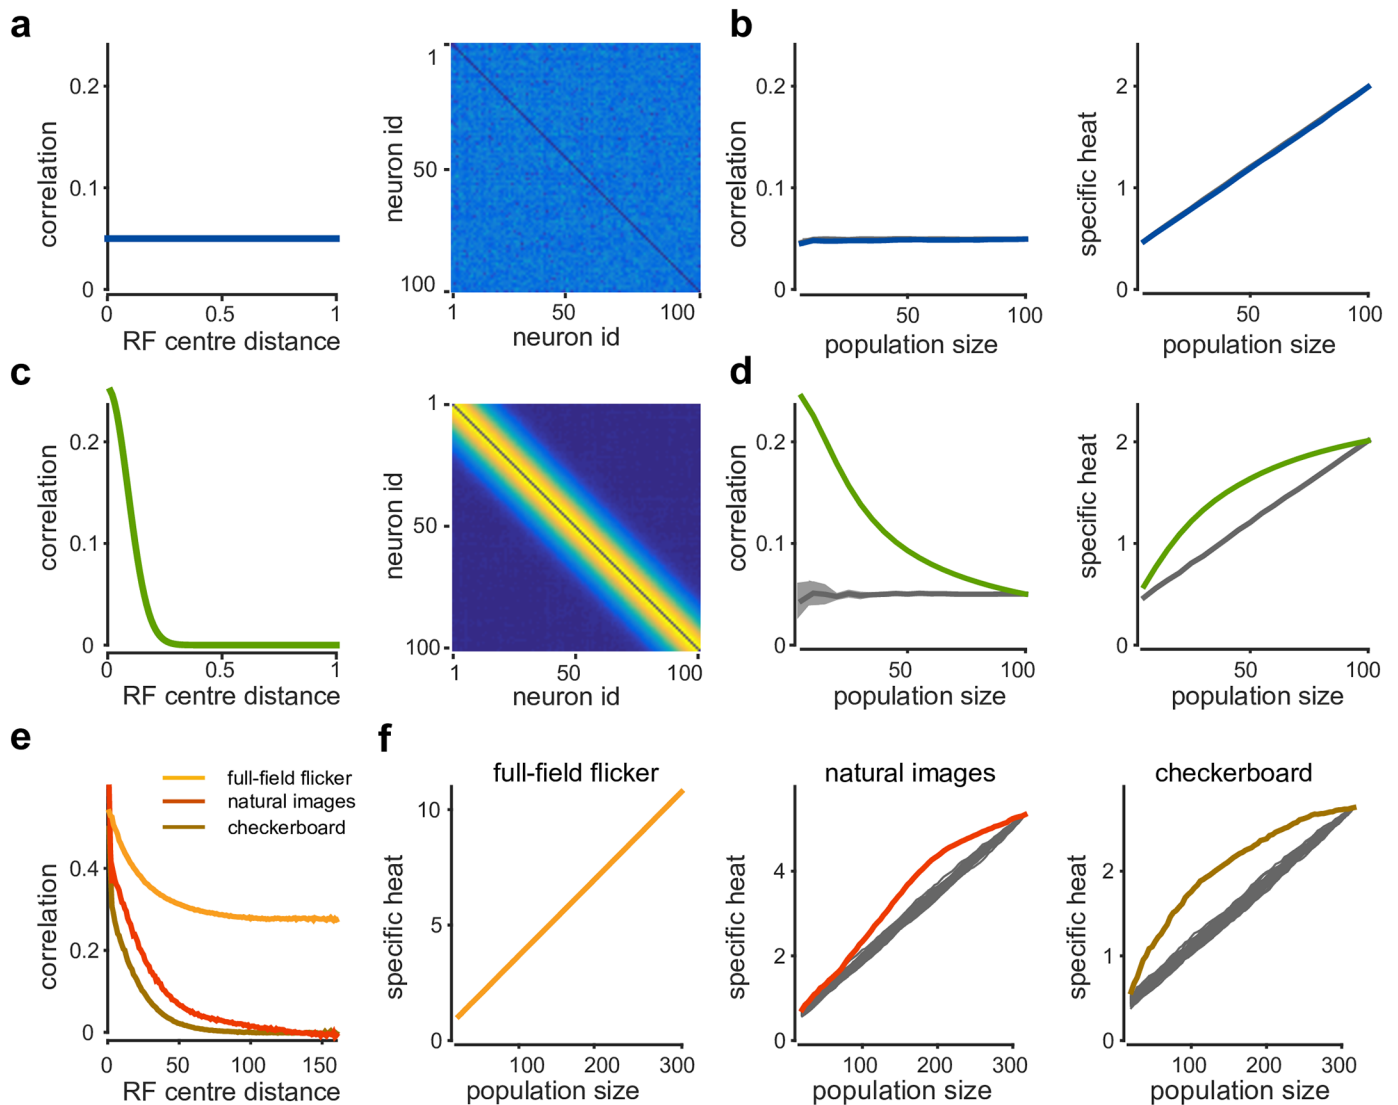 a
correlation
0.2
0.1
0
0
0.5
1
RF centre distance
neuron id
1
50
100
1
50
100
neuron id
b
correlation
0.2
0.1
0
50
100
population size
specific heat
2
1
0
50
100
population size
c
correlation
0.2
0.1
0
0
0.5
1
RF centre distance
neuron id
1
50
100
1
50
100
neuron id
d
correlation
0.2
0.1
0
50
100
population size
specific heat
2
1
0
50
100
population size
e
full-field flicker
natural images
checkerboard
correlation
0.4
0.2
0
0
50
100
150
RF centre distance
f
full-field flicker
specific heat
10
5
0
100
200
300
population size
natural images
specific heat
4
2
0
100
200
300
population size
checkerboard
specific heat
2
1
0
100
200
300
population size